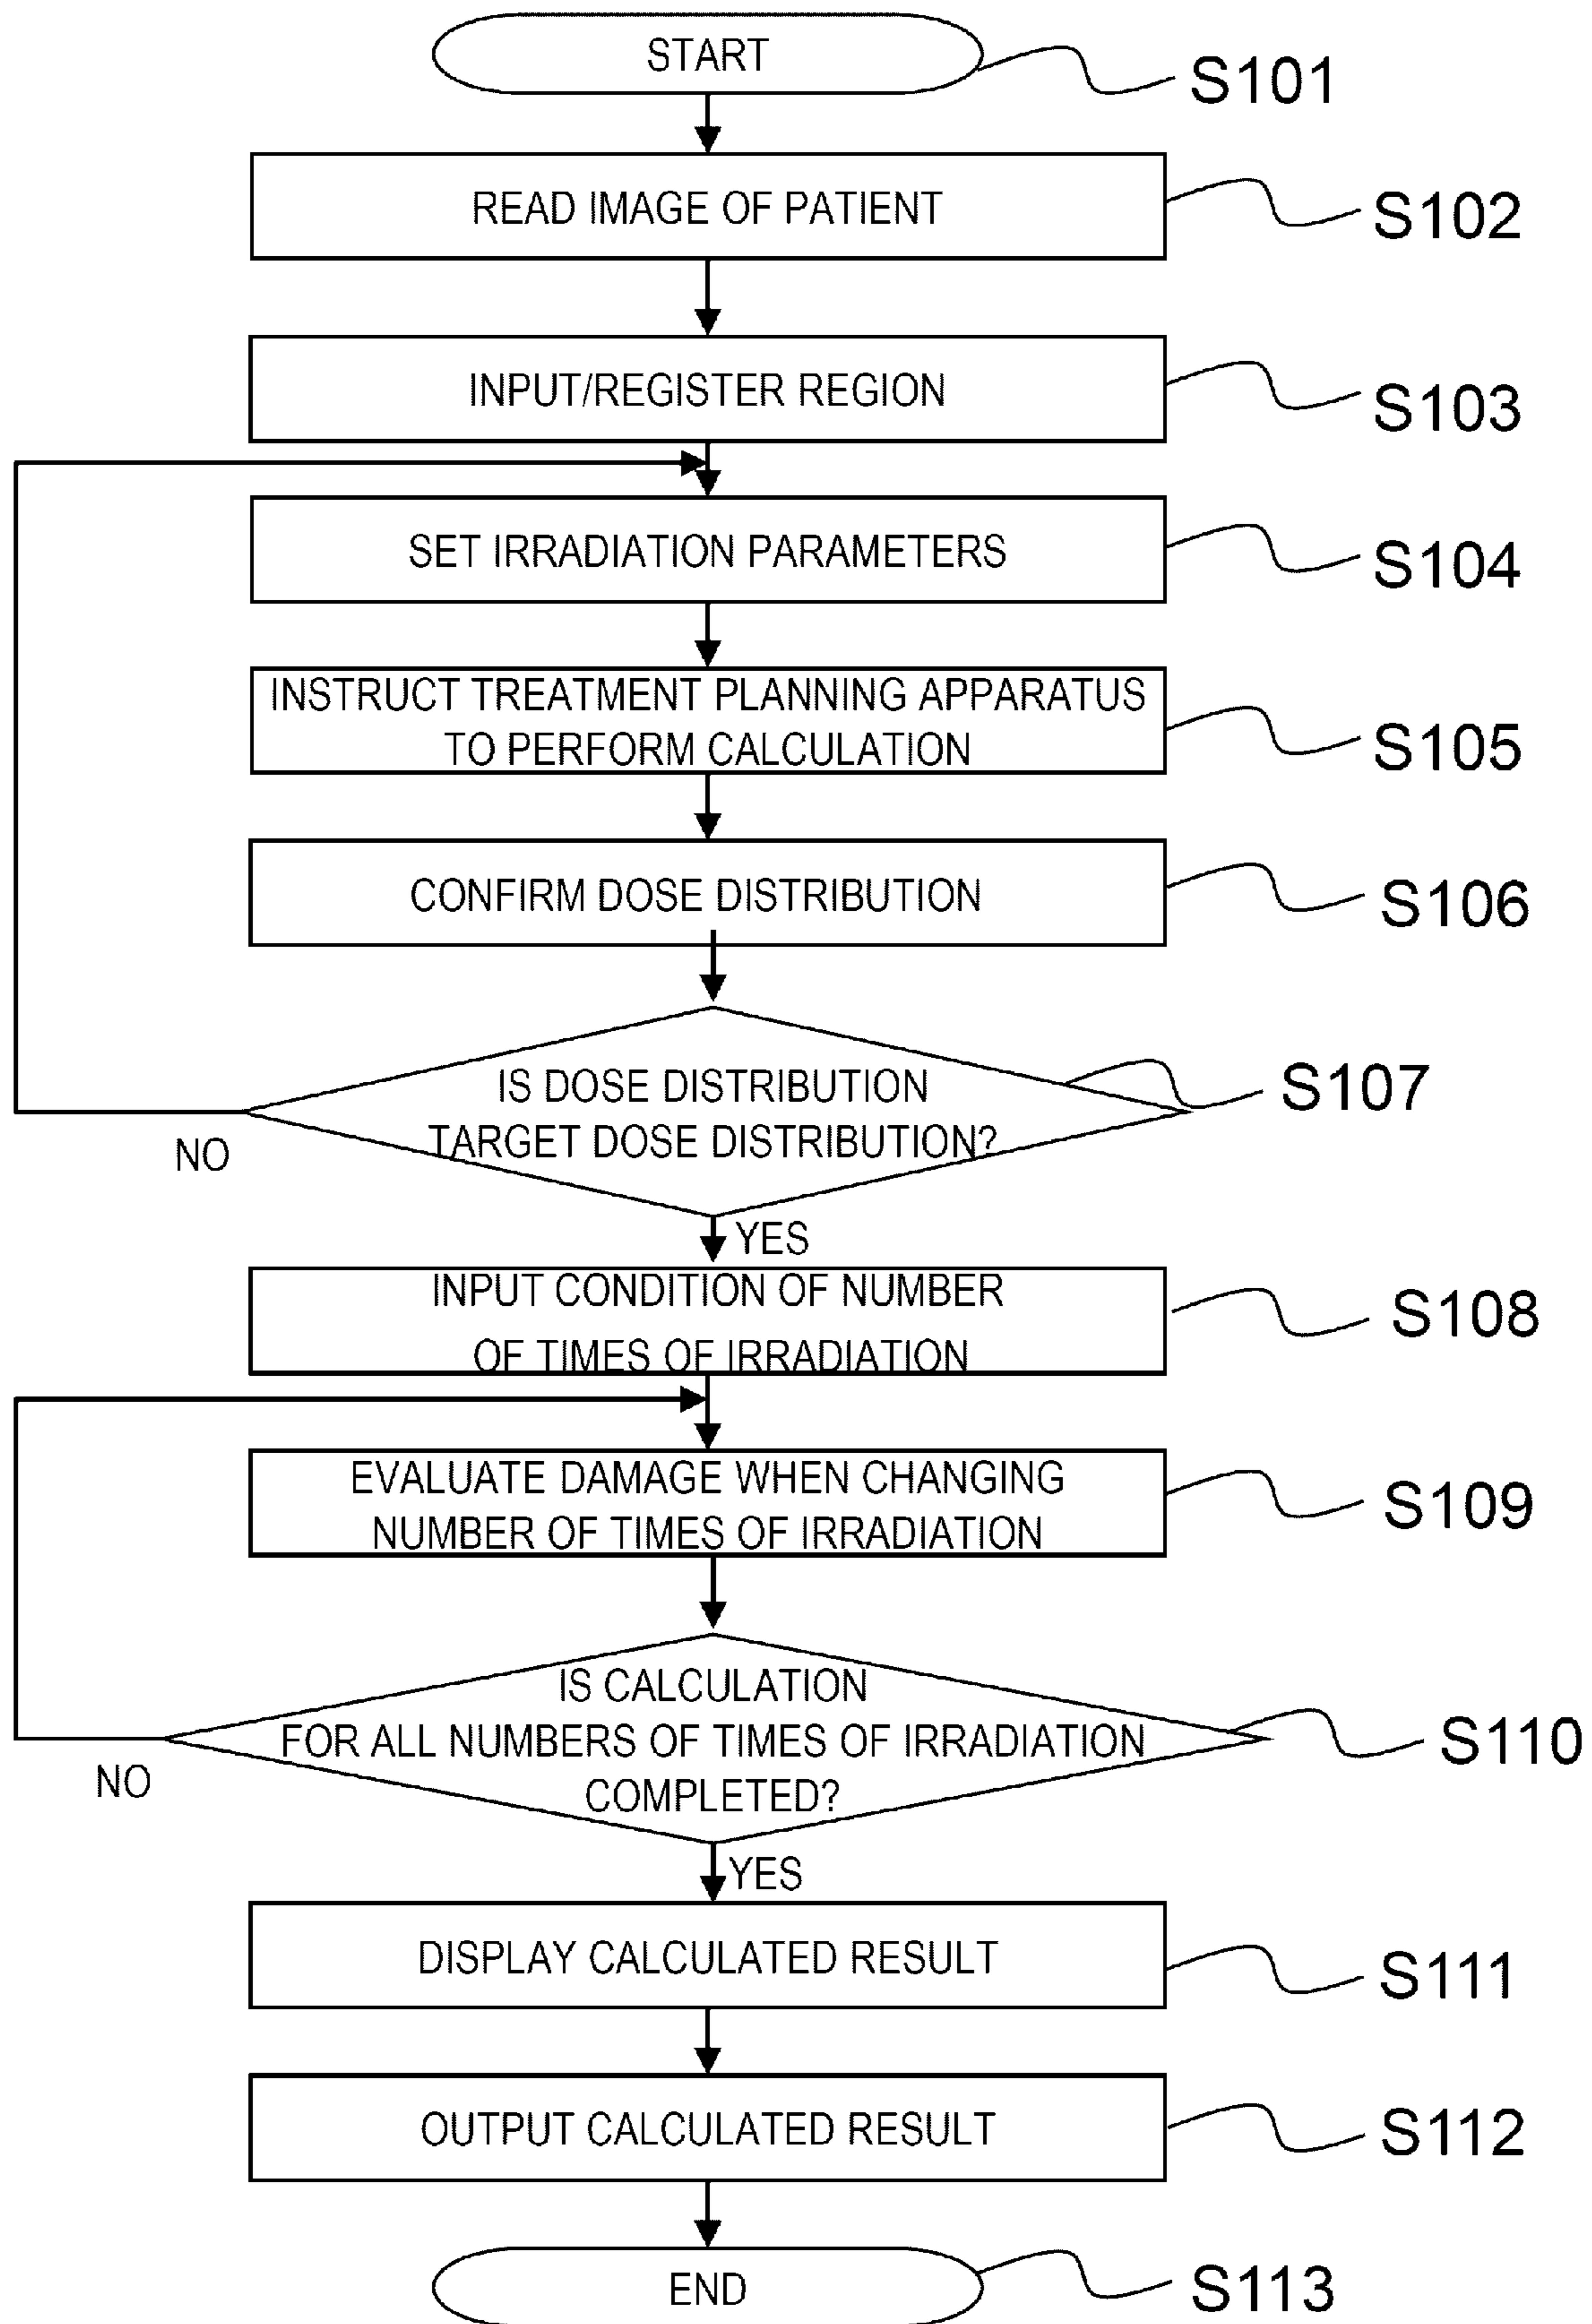 START
S101
READ IMAGE OF PATIENT
S102
INPUT/REGISTER REGION
S103
SET IRRADIATION PARAMETERS
S104
INSTRUCT TREATMENT PLANNING APPARATUS
TO PERFORM CALCULATION
S105
CONFIRM DOSE DISTRIBUTION
S106
IS DOSE DISTRIBUTION
TARGET DOSE DISTRIBUTION?
S107
NO
YES
INPUT CONDITION OF NUMBER
OF TIMES OF IRRADIATION
S108
EVALUATE DAMAGE WHEN CHANGING
NUMBER OF TIMES OF IRRADIATION
S109
IS CALCULATION
FOR ALL NUMBERS OF TIMES OF IRRADIATION
COMPLETED?
S110
NO
YES
DISPLAY CALCULATED RESULT
S111
OUTPUT CALCULATED RESULT
S112
END
S113